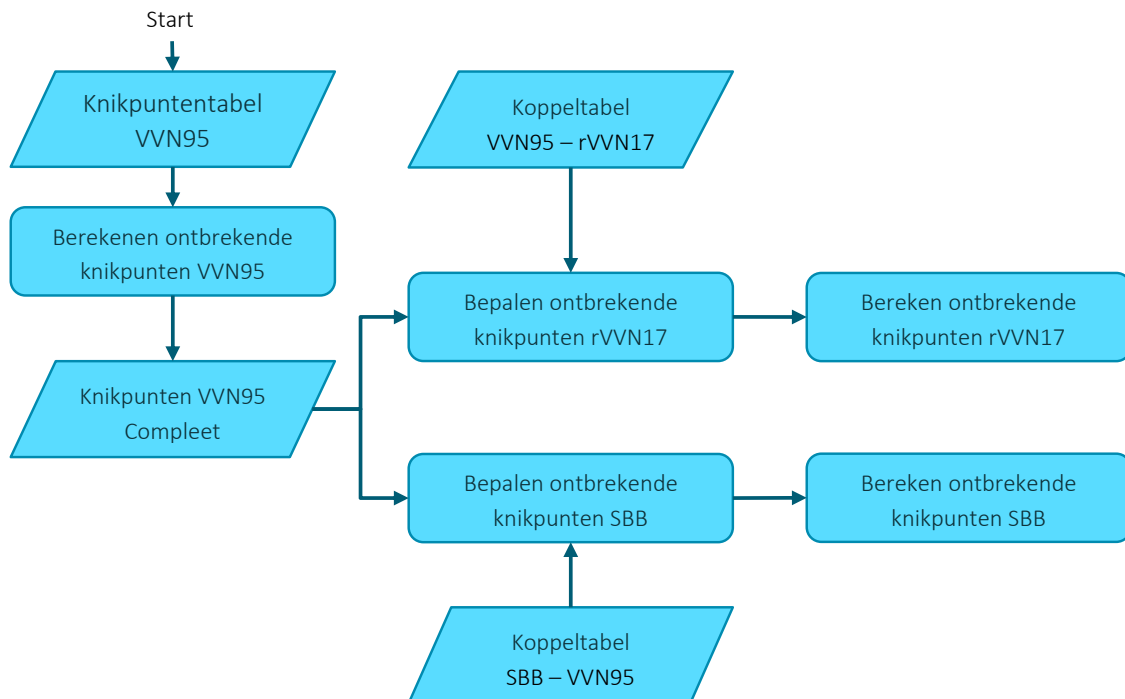 Start
Knikpuntentabel
VVN95
Koppeltabel
VVN95 – rVVN17
Berekenen ontbrekende
knikpunten VVN95
Bepalen ontbrekende
knikpunten rVVN17
Bereken ontbrekende
knikpunten rVVN17
Knikpunten VVN95
Compleet
Bepalen ontbrekende
knikpunten SBB
Bereken ontbrekende
knikpunten SBB
Koppeltabel
SBB – VVN95